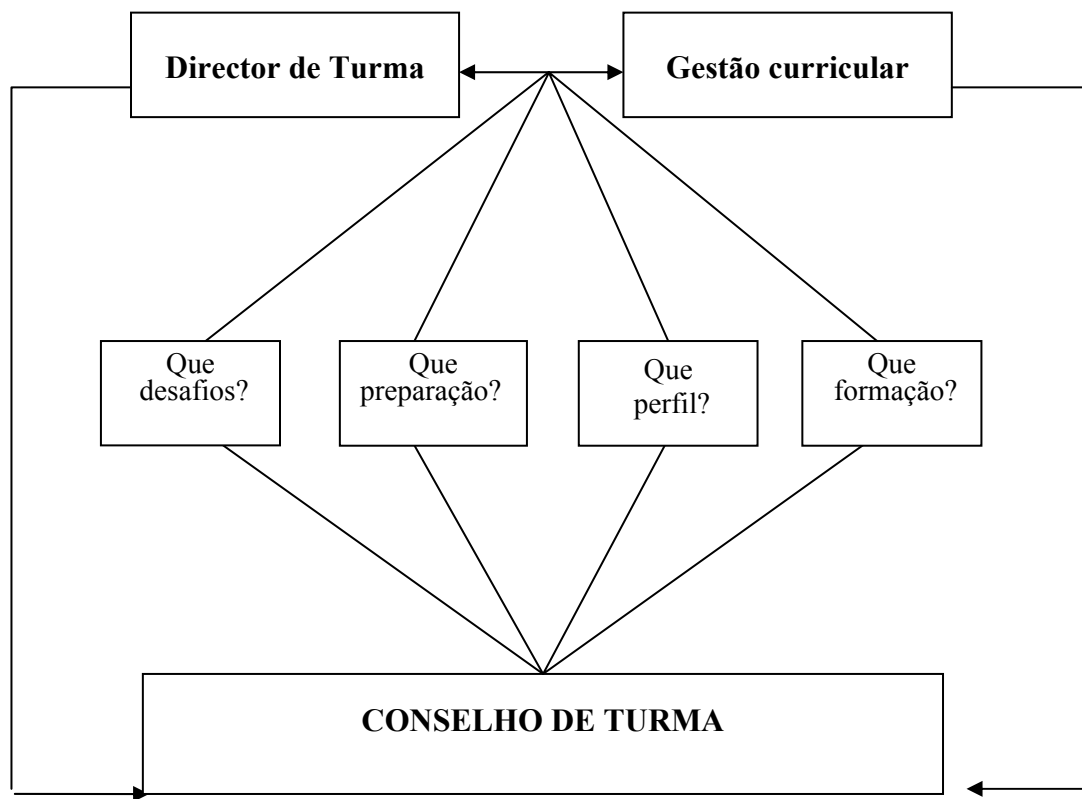 Director de Turma
Gestão curricular
Que
desafios?
Que
preparação?
Que
perfil?
Que
formação?
CONSELHO DE TURMA